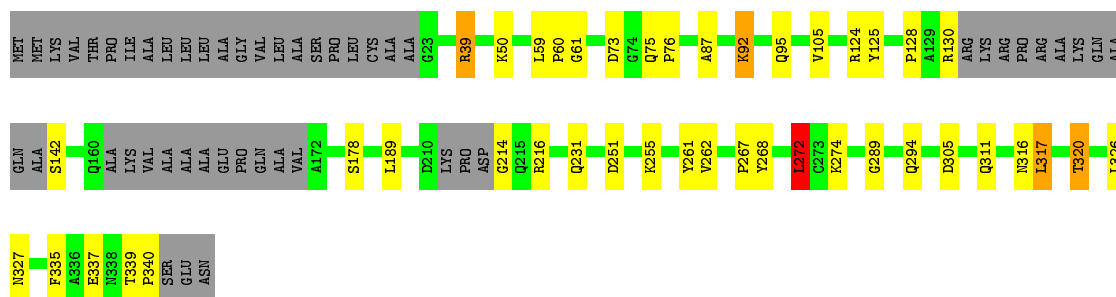 MET MET LYS VAL THR PRO ILE ALA LEU LEU LEU ALA GLY VAL LEU ALA SER PRO LEU CYS ALA ALA G23 R39 K50 L59 P60 G61 D73 G74 Q75 P76 A87 K92 Q95 V105 R124 Y125 P128 A129 R130 ARG LYS ARG PRO ARG ALA LYS GLN ALA
GLN ALA S142 Q160 ALA LYS VAL ALA ALA ALA GLU PRO GLN ALA VAL A172 S178 L189 D210 LYS PRO ASP G214 Q215 R216 Q231 D251 K255 Y261 V262 P267 Y268 L272 C273 K274 G289 Q294 D305 Q311 N316 L317 T320 L326
N327 F335 A336 E337 N338 T339 P340 SER GLU ASN